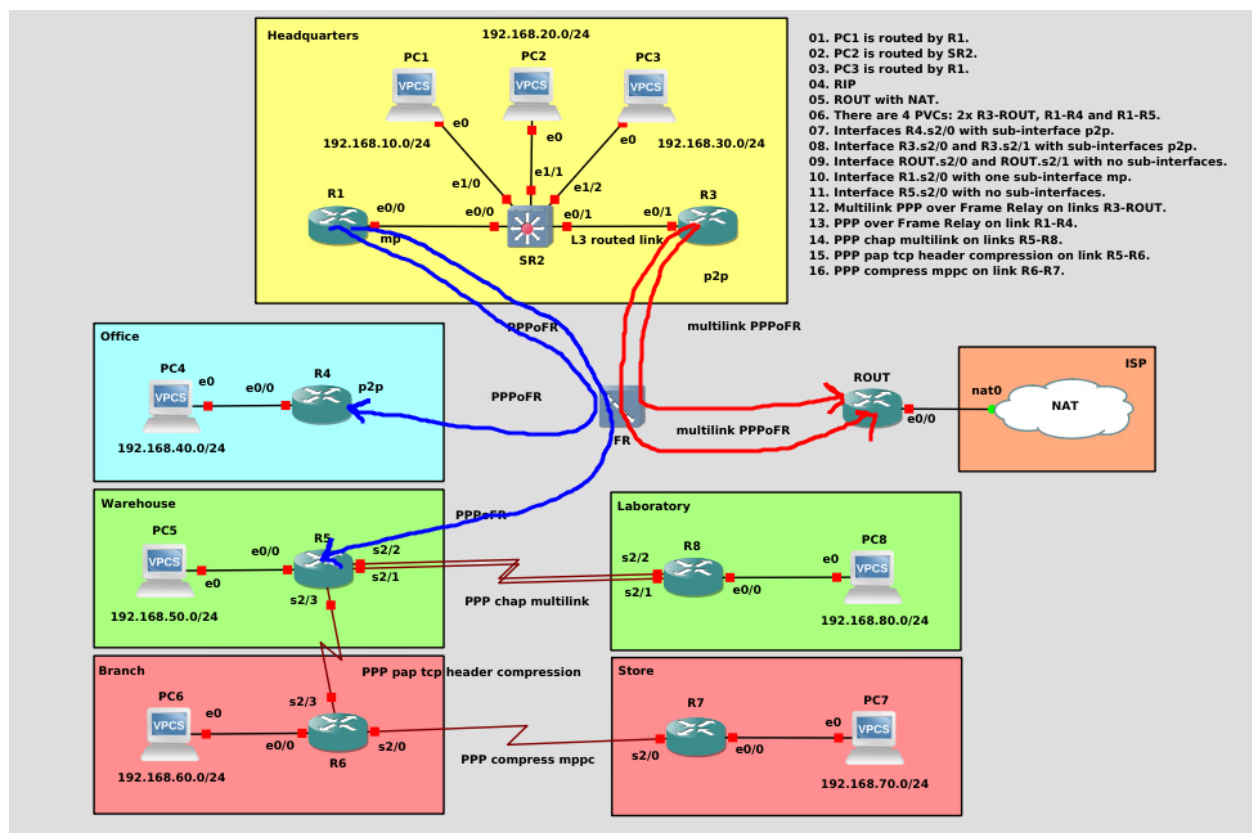 Headquarters
192.168.20.0/24
PC1
PC2
PC3
VPCS
VPCS
VPCS
e0
e0
e0
192.168.10.0/24
192.168.30.0/24
e1/1
e1/0
e1/2
R1
R3
e0/0
e0/0
e0/1
e0/1
mp
L3 routed link
SR2
p2p
01. PC1 is routed by R1.
02. PC2 is routed by SR2.
03. PC3 is routed by R1.
04. RIP
05. ROUT with NAT.
06. There are 4 PVCs: 2x R3-ROUT, R1-R4 and R1-R5.
07. Interfaces R4.s2/0 with sub-interface p2p.
08. Interface R3.s2/0 and R3.s2/1 with sub-interfaces p2p.
09. Interface ROUT.s2/0 and ROUT.s2/1 with no sub-interfaces.
10. Interface R1.s2/0 with one sub-interface mp.
11. Interface R5.s2/0 with no sub-interfaces.
12. Multilink PPP over Frame Relay on links R3-ROUT.
13. PPP over Frame Relay on link R1-R4.
14. PPP chap multilink on links R5-R8.
15. PPP pap tcp header compression on link R5-R6.
16. PPP compress mppc on link R6-R7.
PPPoFR
multilink PPPoFR
Office
PC4
VPCS
e0
e0/0
R4
p2p
192.168.40.0/24
PPPoFR
FR
multilink PPPoFR
ROUT
e0/0
ISP
nat0
NAT
Warehouse
PC5
VPCS
e0
e0/0
R5
s2/2
s2/1
s2/3
192.168.50.0/24
PPPoFR
PPP chap multilink
Laboratory
s2/2
s2/1
R8
e0/0
e0
PC8
VPCS
192.168.80.0/24
Branch
PPP pap tcp header compression
PC6
VPCS
e0
s2/3
e0/0
s2/0
R6
192.168.60.0/24
PPP compress mppc
Store
R7
s2/0
e0/0
e0
PC7
VPCS
192.168.70.0/24